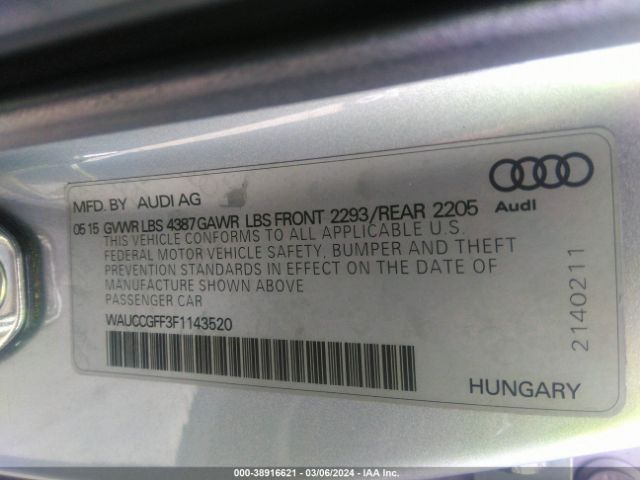 MFD. BY AUDI AG
05 15 GVWR LBS 4387 GAWR LBS FRONT 2293/REAR 2205
THIS VEHICLE CONFORMS TO ALL APPLICABLE U.S.
FEDERAL MOTOR VEHICLE SAFETY, BUMPER AND THEFT
PREVENTION STANDARDS IN EFFECT ON THE DATE OF
MANUFACTURE SHOWN ABOVE
PASSENGER CAR
WAUCCGFF3F1143520
Audi
2140211
HUNGARY
000-38916621 | 03/06/2024 | IAA Inc.